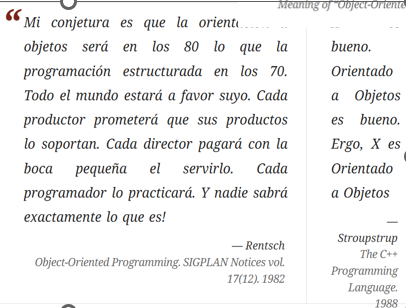 Meaning of "Object-Oriente
“ Mi conjetura es que la
objetos será en los 80 lo que la
programación estructurada en los 70.
Todo el mundo estará a favor suyo. Cada
productor prometerá que sus productos
lo soportan. Cada director pagará con la
boca pequeña el servirlo. Cada
programador lo practicará. Y nadie sabrá
exactamente lo que es!
— Rentsch
Object-Oriented Programming. SIGPLAN Notices vol.
17(12). 1982
bueno.
Orientado
a Objetos
es bueno.
Ergo, X es
Orientado
a Objetos
—
Stroupstrup
The C++
Programming
Language.
1988